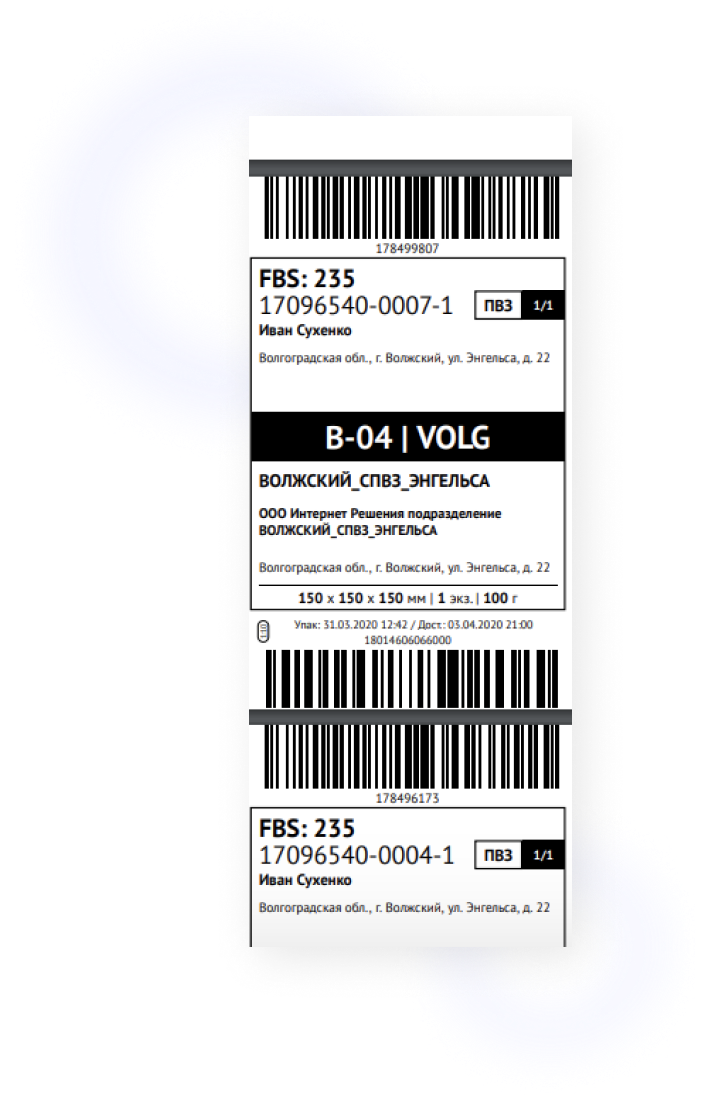 178499807
FBS: 235
17096540-0007-1
ПВЗ 1/1
Иван Сухенко
Волгоградская обл., г. Волжский, ул. Энгельса, д. 22
В-04 | VOLG
ВОЛЖСКИЙ_СПВЗ_ЭНГЕЛЬСА
ООО Интернет Решения подразделение
ВОЛЖСКИЙ_СПВЗ_ЭНГЕЛЬСА
Волгоградская обл., г. Волжский, ул. Энгельса, д. 22
150 x 150 x 150 мм | 1 экз. | 100 г
Упак: 31.03.2020 12:42 / Дост.: 03.04.2020 21:00
18014606066000
178496173
FBS: 235
17096540-0004-1
ПВЗ 1/1
Иван Сухенко
Волгоградская обл., г. Волжский, ул. Энгельса, д. 22